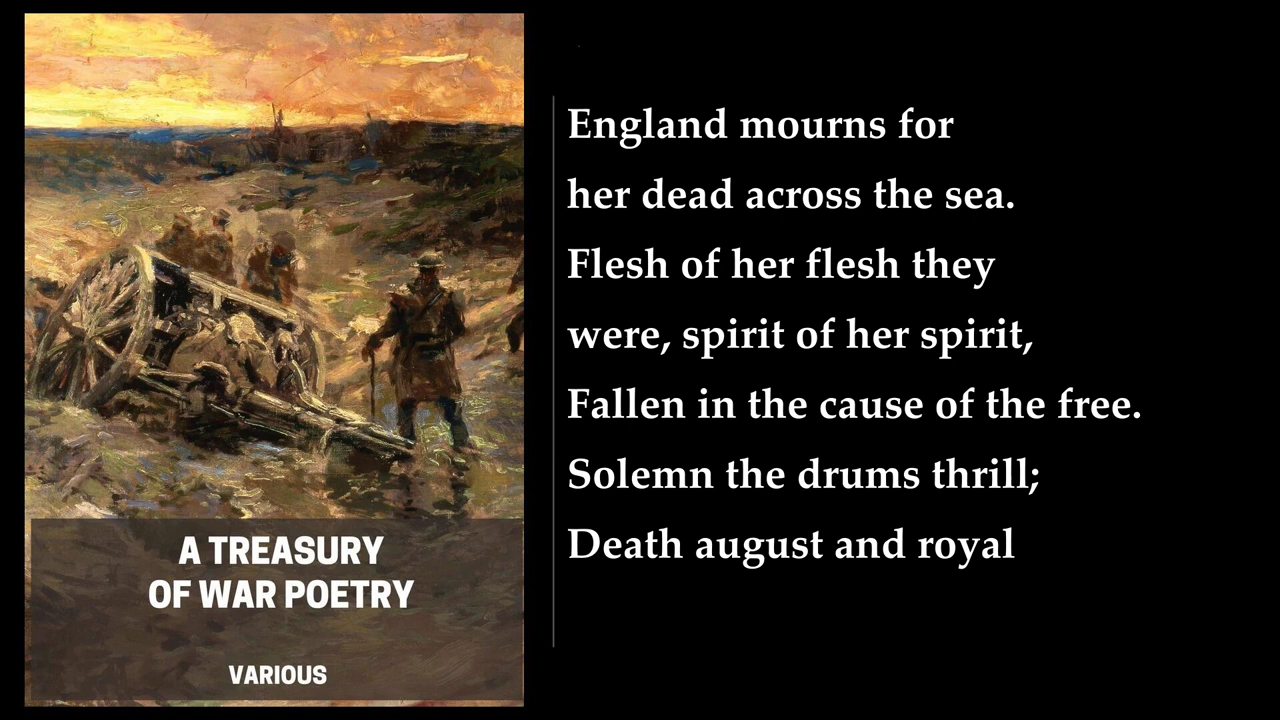 A TREASURY
OF WAR POETRY
VARIOUS
England mourns for
her dead across the sea.
Flesh of her flesh they
were, spirit of her spirit,
Fallen in the cause of the free.
Solemn the drums thrill;
Death august and royal